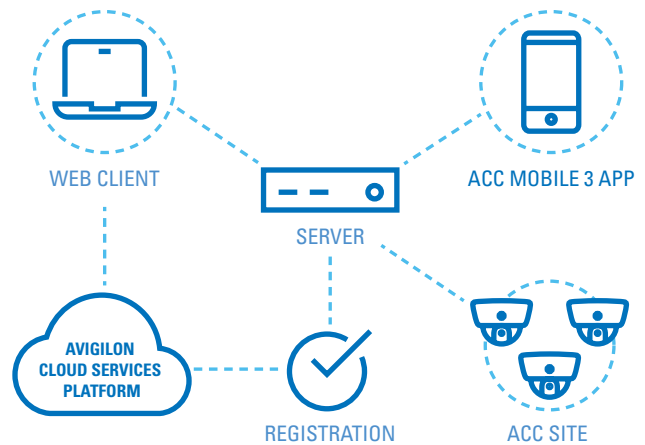 WEB CLIENT
ACC MOBILE 3 APP
SERVER
AVIGILON
CLOUD SERVICES
PLATFORM
REGISTRATION
ACC SITE